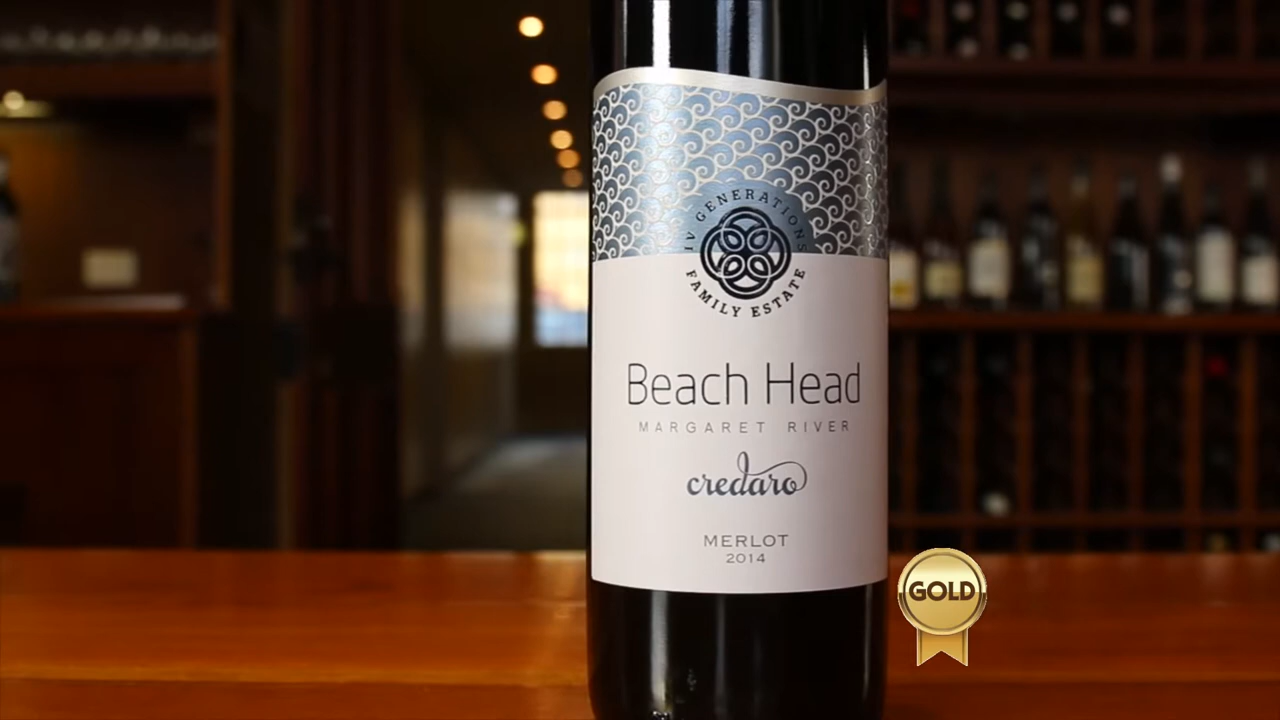 IV GENERATIONS
FAMILY ESTATE
Beach Head
MARGARET RIVER
credaro
MERLOT
2014
GOLD